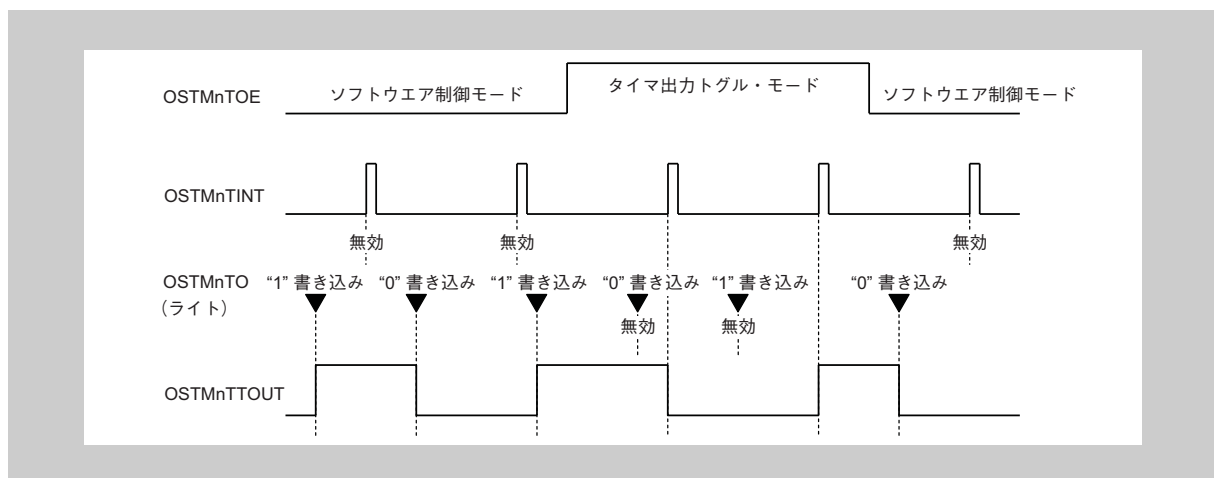 OSTMnTOE ソフトウエア制御モード タイマ出力トグル・モード ソフトウエア制御モード
OSTMnTINT
無効 無効 無効
OSTMnTO “1” 書き込み “0” 書き込み “1” 書き込み “0” 書き込み “1” 書き込み “0” 書き込み
(ライト)
無効 無効
OSTMnTTOUT